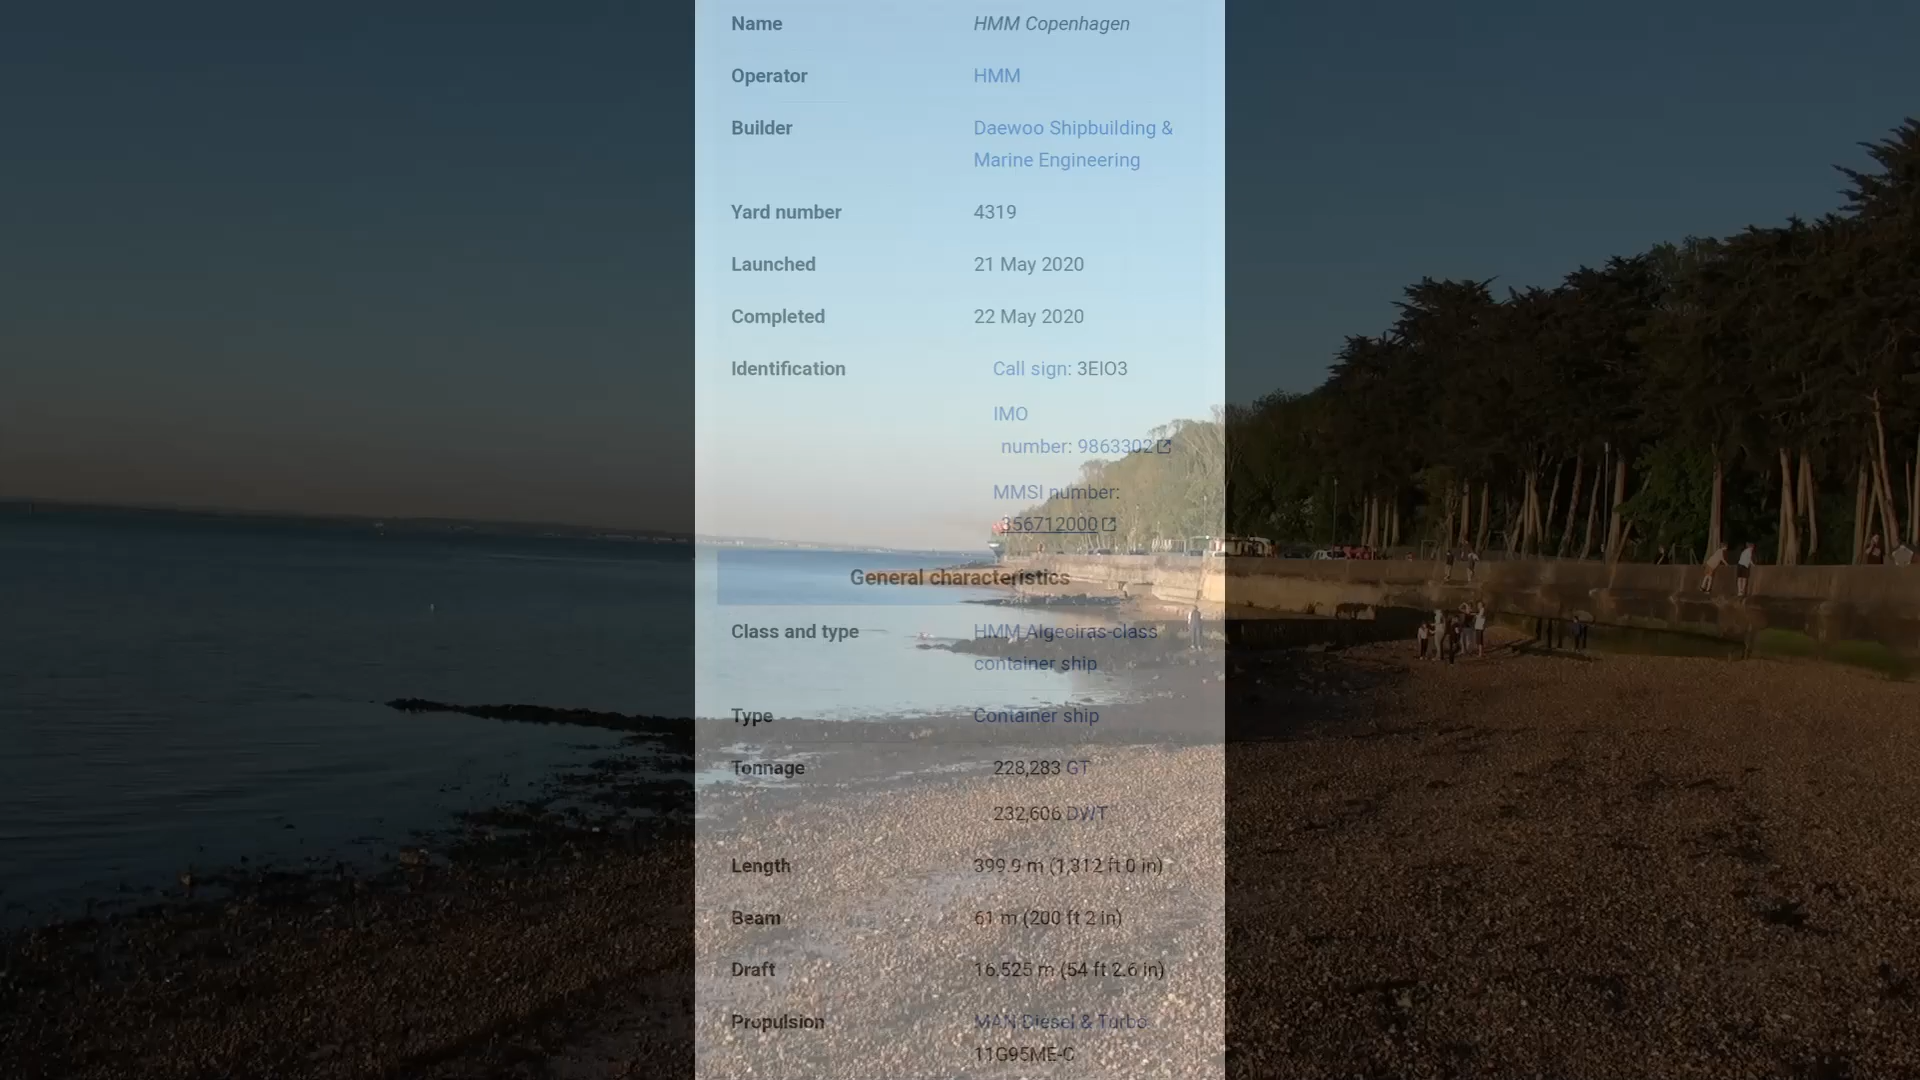 Name HMM Copenhagen
Operator HMM
Builder Daewoo Shipbuilding &
Marine Engineering
Yard number 4319
Launched 21 May 2020
Completed 22 May 2020
Identification Call sign: 3EIO3
IMO
number: 9863302
MMSI number:
356712000
General characteristics
Class and type HMM Algeciras-class
container ship
Type Container ship
Tonnage 228,283 GT
232,606 DWT
Length 399.9 m (1,312 ft 0 in)
Beam 61 m (200 ft 2 in)
Draft 16.525 m (54 ft 2.6 in)
Propulsion MAN Diesel & Turbo
11G95ME-C